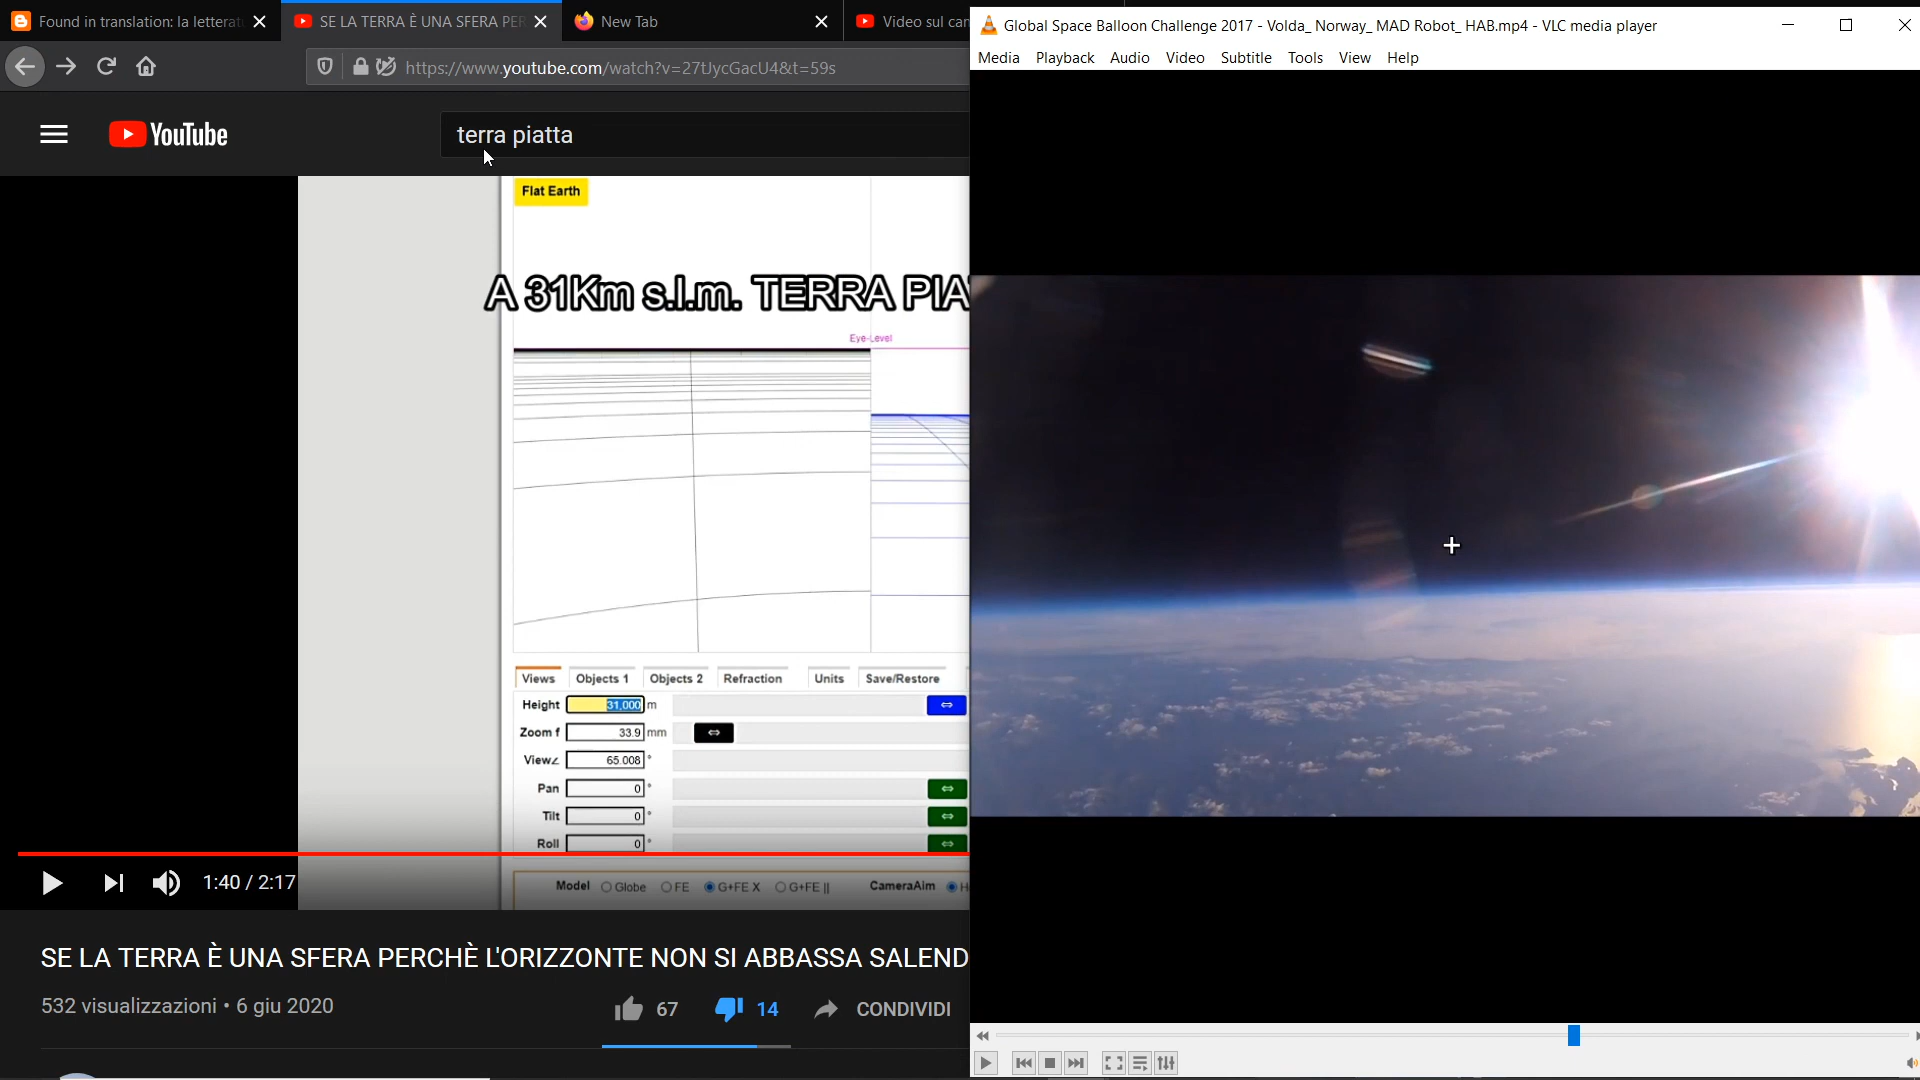 Found in translation: la letterat
SE LA TERRA È UNA SFERA PER
New Tab
Video sul can
https://www.youtube.com/watch?v=27tJycGacU4&t=59s
YouTube
terra piatta
Flat Earth
A 31Km s.l.m. TERRA PIA
Eye-Level
Views Objects 1 Objects 2 Refraction Units Save/Restore
Height 31,000 m
Zoom f 33.9 mm
View∠ 65.008 °
Pan 0 °
Tilt 0 °
Roll 0 °
Model Globe FE G+FE X G+FE || CameraAim H
1:40 / 2:17
SE LA TERRA È UNA SFERA PERCHÈ L'ORIZZONTE NON SI ABBASSA SALEND
532 visualizzazioni • 6 giu 2020
67 14 CONDIVIDI
Global Space Balloon Challenge 2017 - Volda_ Norway_ MAD Robot_ HAB.mp4 - VLC media player
Media Playback Audio Video Subtitle Tools View Help